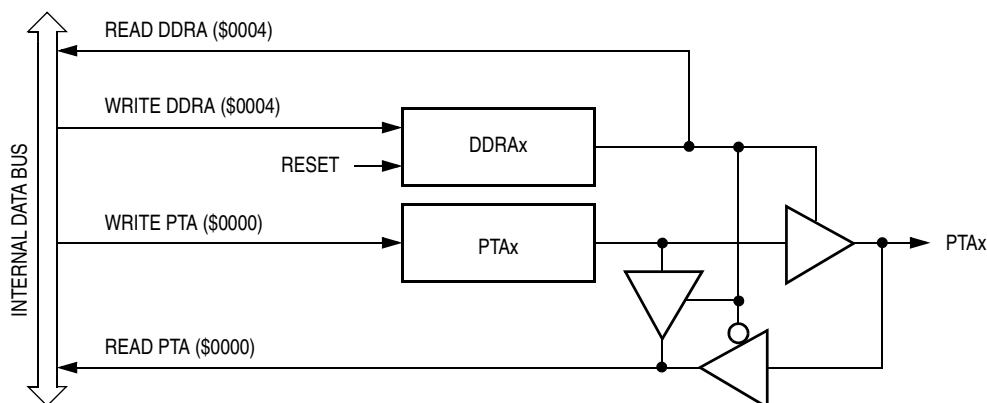 READ DDRA ($0004)
WRITE DDRA ($0004)
DDRAx
RESET
INTERNAL DATA BUS
WRITE PTA ($0000)
PTAx
PTAx
READ PTA ($0000)